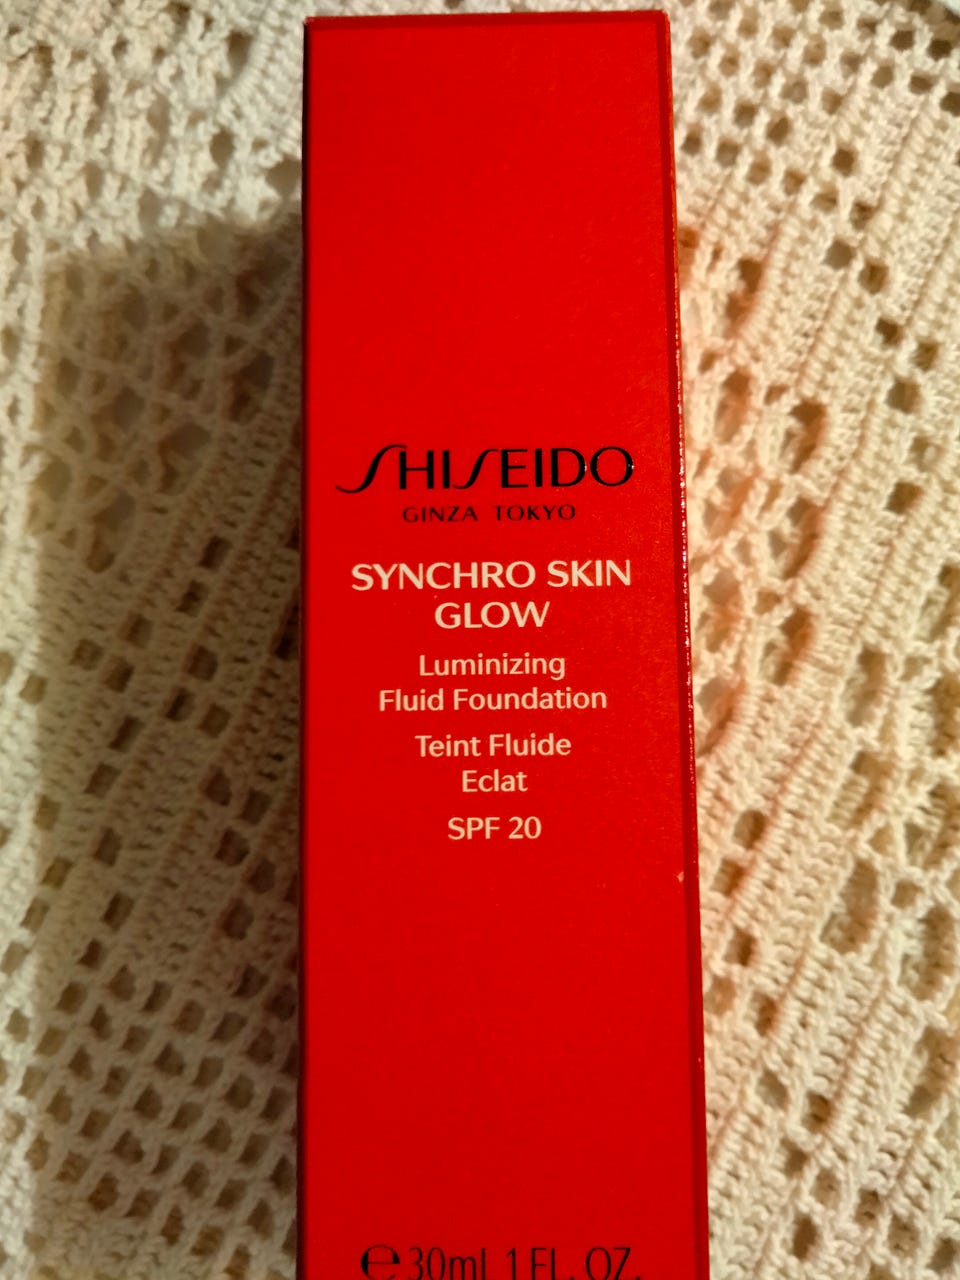 SHISEIDO
GINZA TOKYO
SYNCHRO SKIN
GLOW
Luminizing
Fluid Foundation
Teint Fluide
Eclat
SPF 20
℮ 30ml 1 FL. OZ.